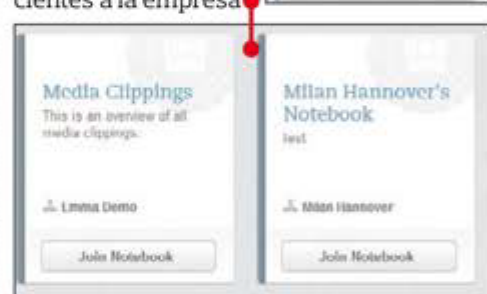 cientes a la empresa
Media Clippings
This is an overview of all
media clippings.
Emma Demo
Join Notebook
Milan Hannover's
Notebook
test
Milan Hannover
Join Notebook